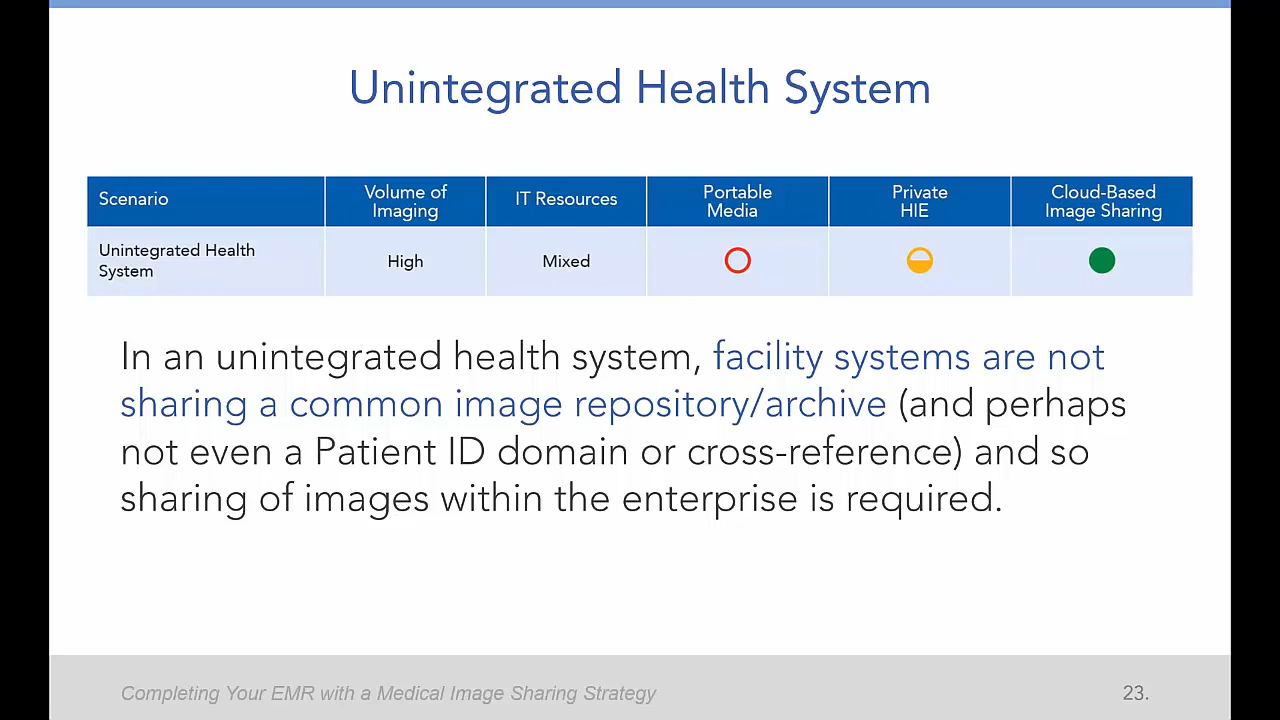 Unintegrated Health System
Scenario
Volume of
Imaging
IT Resources
Portable
Media
Private
HIE
Cloud-Based
Image Sharing
Unintegrated Health
System
High
Mixed
In an unintegrated health system, facility systems are not
sharing a common image repository/archive (and perhaps
not even a Patient ID domain or cross-reference) and so
sharing of images within the enterprise is required.
Completing Your EMR with a Medical Image Sharing Strategy
23.